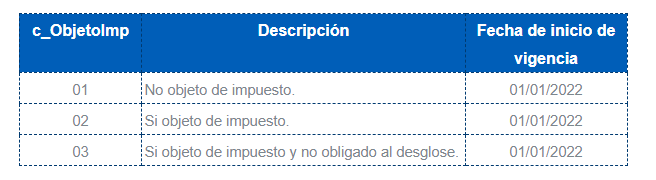 c_ObjetoImp Descripción Fecha de inicio de
vigencia
01 No objeto de impuesto. 01/01/2022
02 Si objeto de impuesto. 01/01/2022
03 Si objeto de impuesto y no obligado al desglose. 01/01/2022